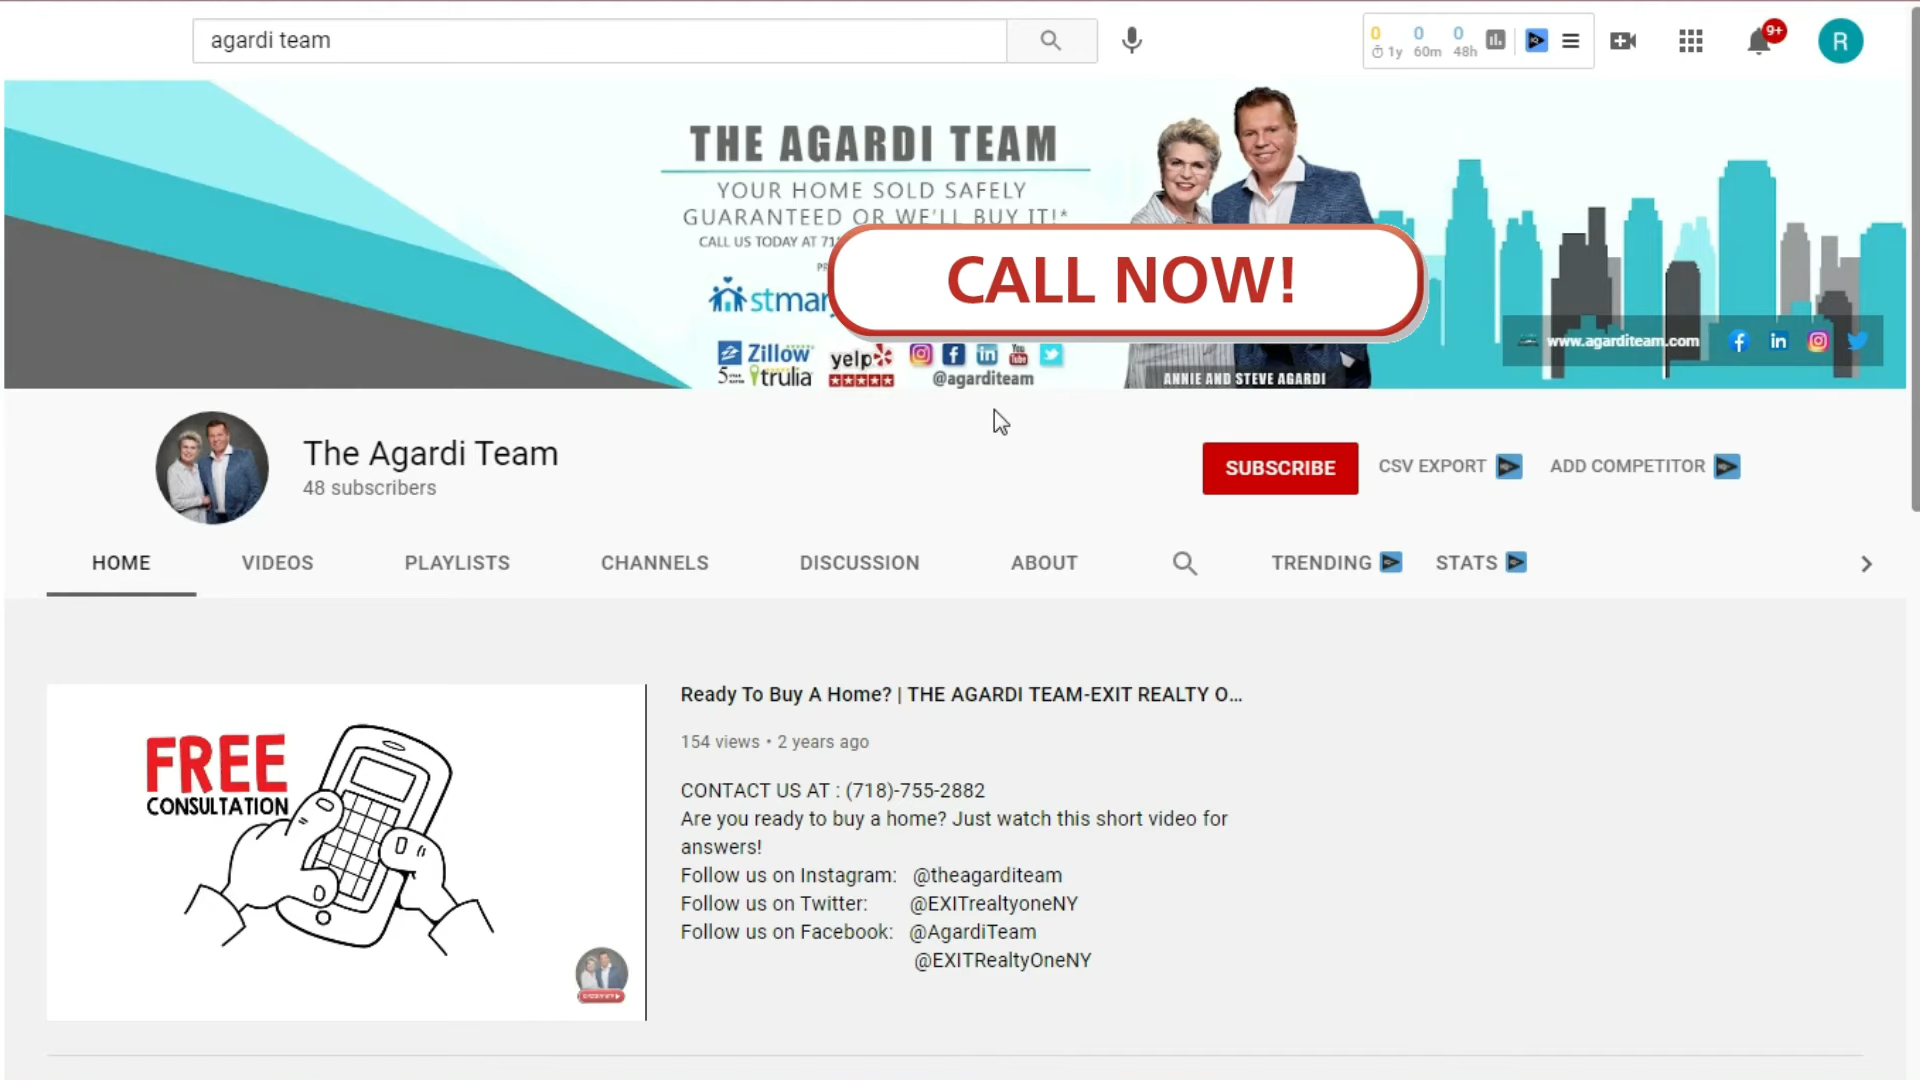 agardi team
0 0 0
1y 60m 48h
9+
R
THE AGARDI TEAM
YOUR HOME SOLD SAFELY
GUARANTEED OR WE'LL BUY IT!*
CALL US TODAY AT
CALL NOW!
Zillow
yelp
trulia
You Tube
@agarditeam
ANNIE AND STEVE AGARDI
www.agarditeam.com
The Agardi Team
48 subscribers
SUBSCRIBE
CSV EXPORT
ADD COMPETITOR
HOME VIDEOS PLAYLISTS CHANNELS DISCUSSION ABOUT TRENDING STATS
FREE
CONSULTATION
Ready To Buy A Home? | THE AGARDI TEAM-EXIT REALTY O...
154 views • 2 years ago
CONTACT US AT : (718)-755-2882
Are you ready to buy a home? Just watch this short video for
answers!
Follow us on Instagram: @theagarditeam
Follow us on Twitter: @EXITrealtyoneNY
Follow us on Facebook: @AgardiTeam
@EXITRealtyOneNY